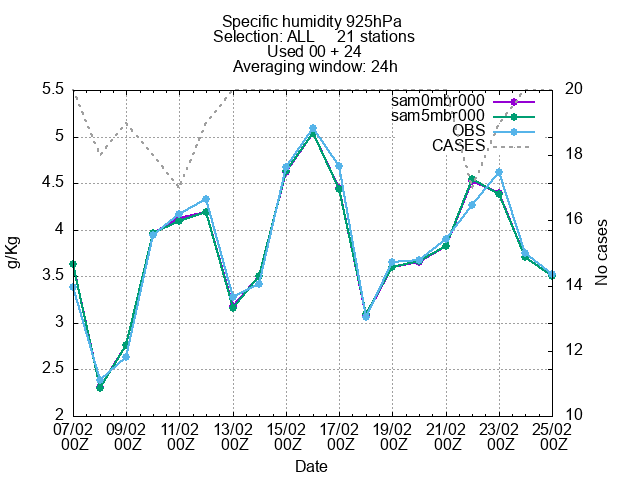 Specific humidity 925hPa
Selection: ALL 21 stations
Used 00 + 24
Averaging window: 24h
sam0mbr000
sam5mbr000
OBS
CASES
5.5
5
4.5
4
3.5
3
2.5
2
g/Kg
20
18
16
14
12
10
No cases
07/02 09/02 11/02 13/02 15/02 17/02 19/02 21/02 23/02 25/02
00Z 00Z 00Z 00Z 00Z 00Z 00Z 00Z 00Z 00Z
Date